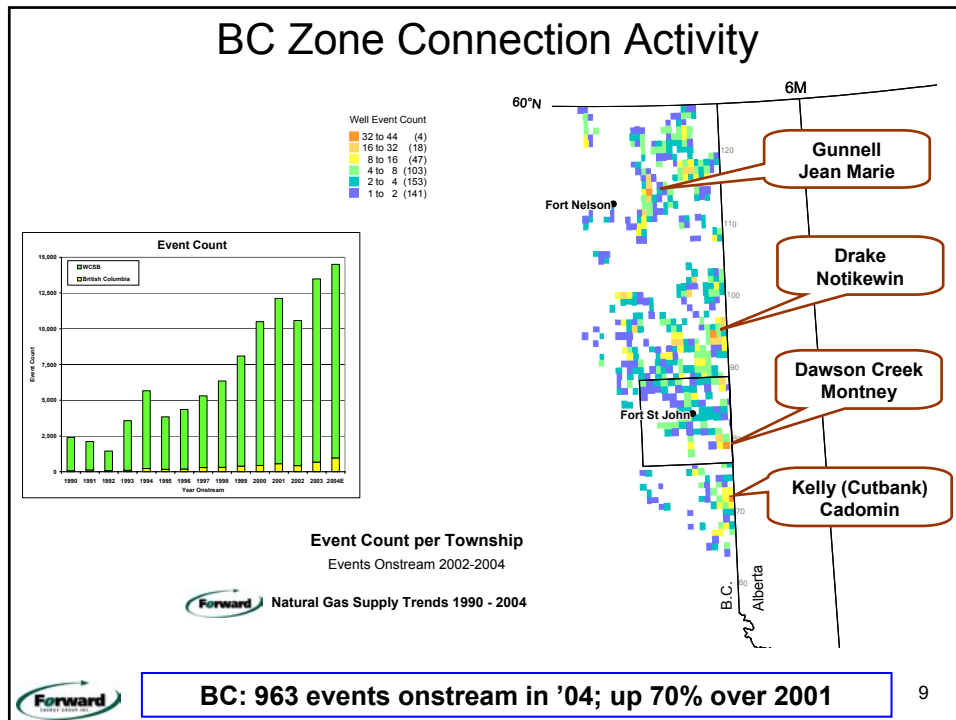 BC Zone Connection Activity
60°N
6M
Well Event Count
32 to 44 (4)
16 to 32 (18)
8 to 16 (47)
4 to 8 (103)
2 to 4 (153)
1 to 2 (141)
120
Gunnell
Jean Marie
Fort Nelson
110
Drake
Notikewin
100
90
Dawson Creek
Montney
Fort St John
Kelly (Cutbank)
Cadomin
70
60
B.C.
Alberta
Event Count
WCSB
British Columbia
15,000
12,500
10,000
7,500
5,000
2,500
0
Event Count
1990 1991 1992 1993 1994 1995 1996 1997 1998 1999 2000 2001 2002 2003 2004E
Year Onstream
Event Count per Township
Events Onstream 2002-2004
Forward
Natural Gas Supply Trends 1990 - 2004
Forward
ENERGY GROUP INC.
BC: 963 events onstream in ’04; up 70% over 2001
9